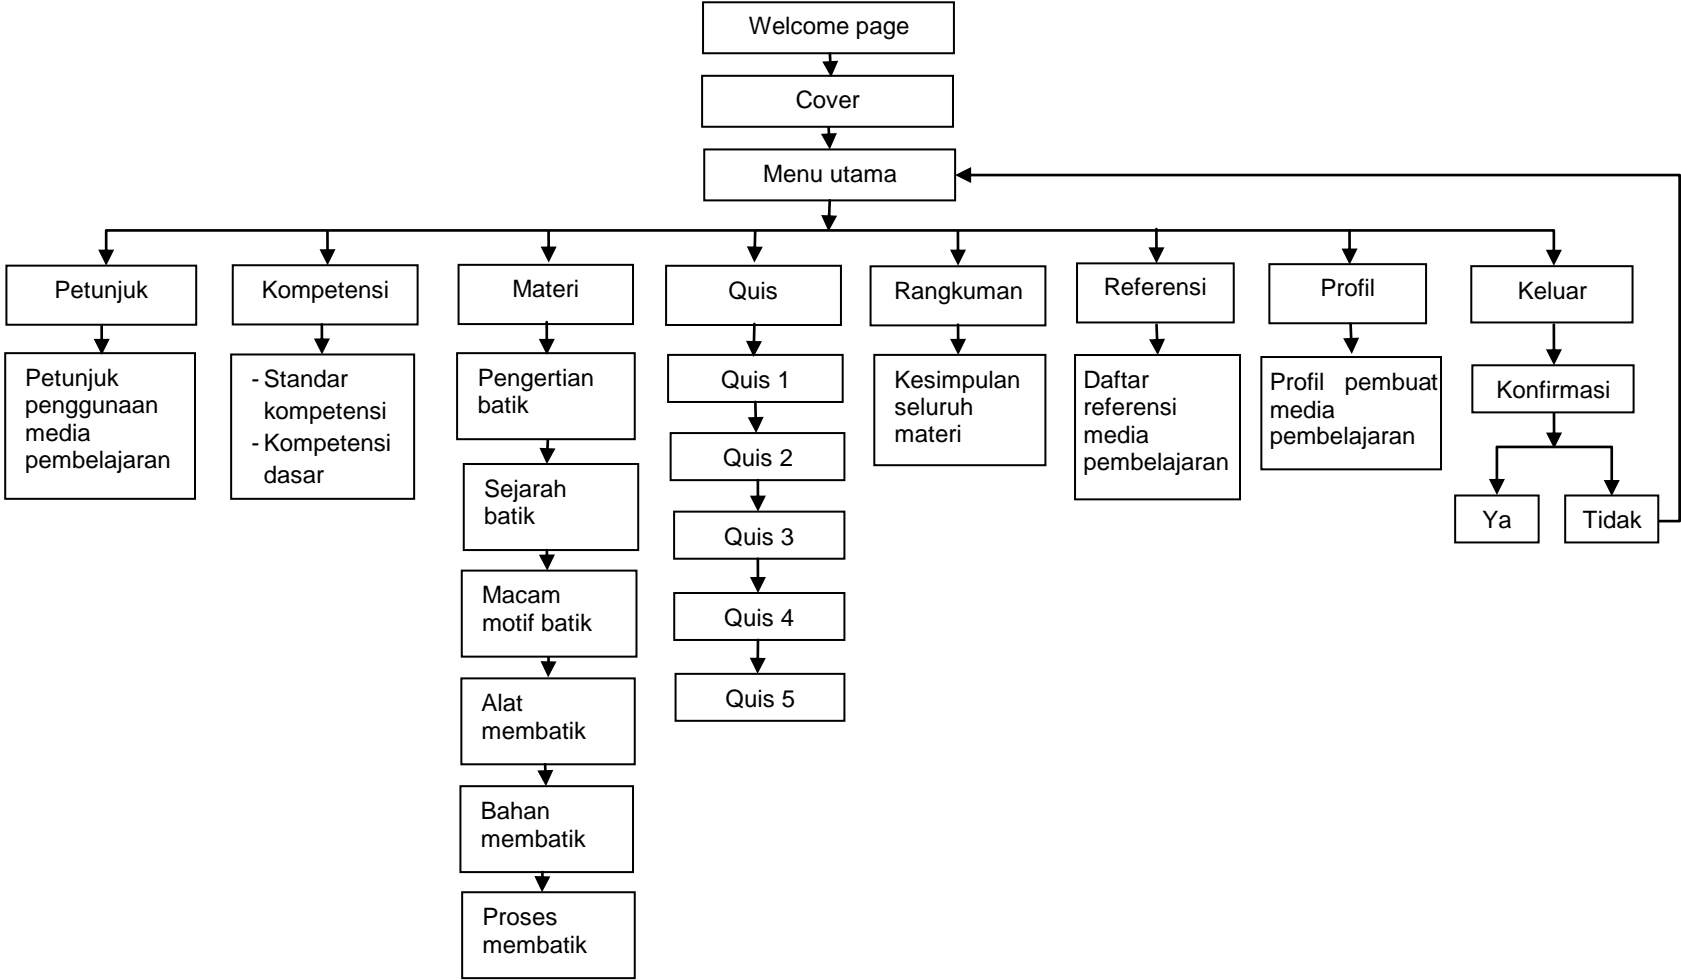 Welcome page
Cover
Menu utama
Petunjuk
Kompetensi
Materi
Quis
Rangkuman
Referensi
Profil
Keluar
Petunjuk
penggunaan
media
pembelajaran
- Standar
kompetensi
- Kompetensi
dasar
Pengertian
batik
Sejarah
batik
Macam
motif batik
Alat
membatik
Bahan
membatik
Proses
membatik
Quis 1
Quis 2
Quis 3
Quis 4
Quis 5
Kesimpulan
seluruh
materi
Daftar
referensi
media
pembelajaran
Profil pembuat
media
pembelajaran
Konfirmasi
Ya
Tidak